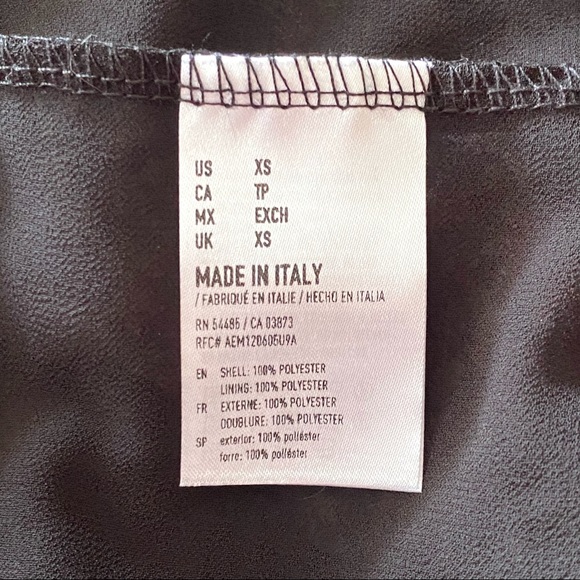 US XS
CA TP
MX EXCH
UK XS
MADE IN ITALY
/ FABRIQUÉ EN ITALIE / HECHO EN ITALIA
RN 54485 / CA 03873
RFC# AEM120605U9A
EN SHELL: 100% POLYESTER
LINING: 100% POLYESTER
FR EXTERNE: 100% POLYESTER
DOUBLURE: 100% POLYESTER
SP exterior: 100% poliéster
forre: 100% poliéster